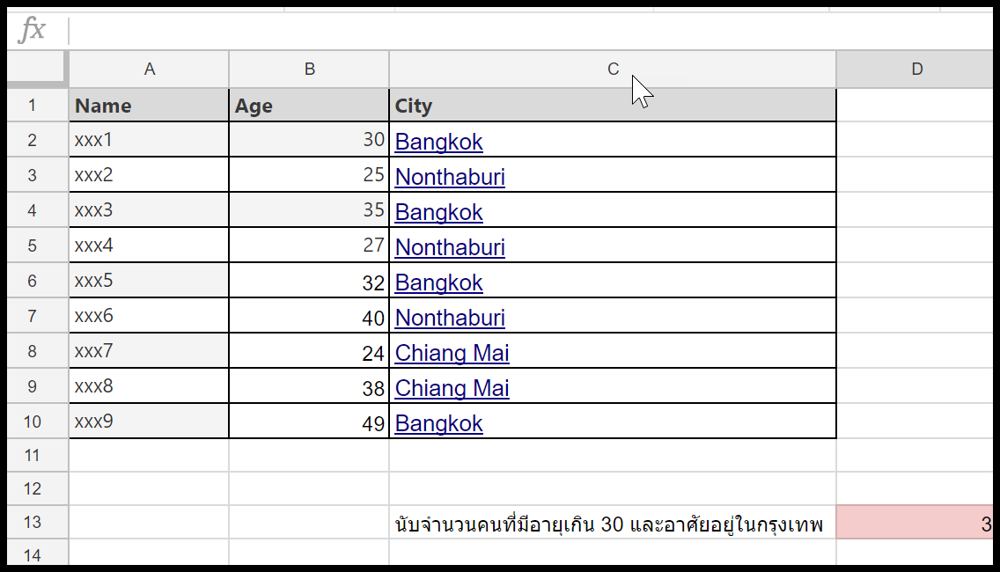 fx
A B C D
1 Name Age City
2 xxx1 30 Bangkok
3 xxx2 25 Nonthaburi
4 xxx3 35 Bangkok
5 xxx4 27 Nonthaburi
6 xxx5 32 Bangkok
7 xxx6 40 Nonthaburi
8 xxx7 24 Chiang Mai
9 xxx8 38 Chiang Mai
10 xxx9 49 Bangkok
11
12
13 นับจำนวนคนที่มีอายุเกิน 30 และอาศัยอยู่ในกรุงเทพ 3
14